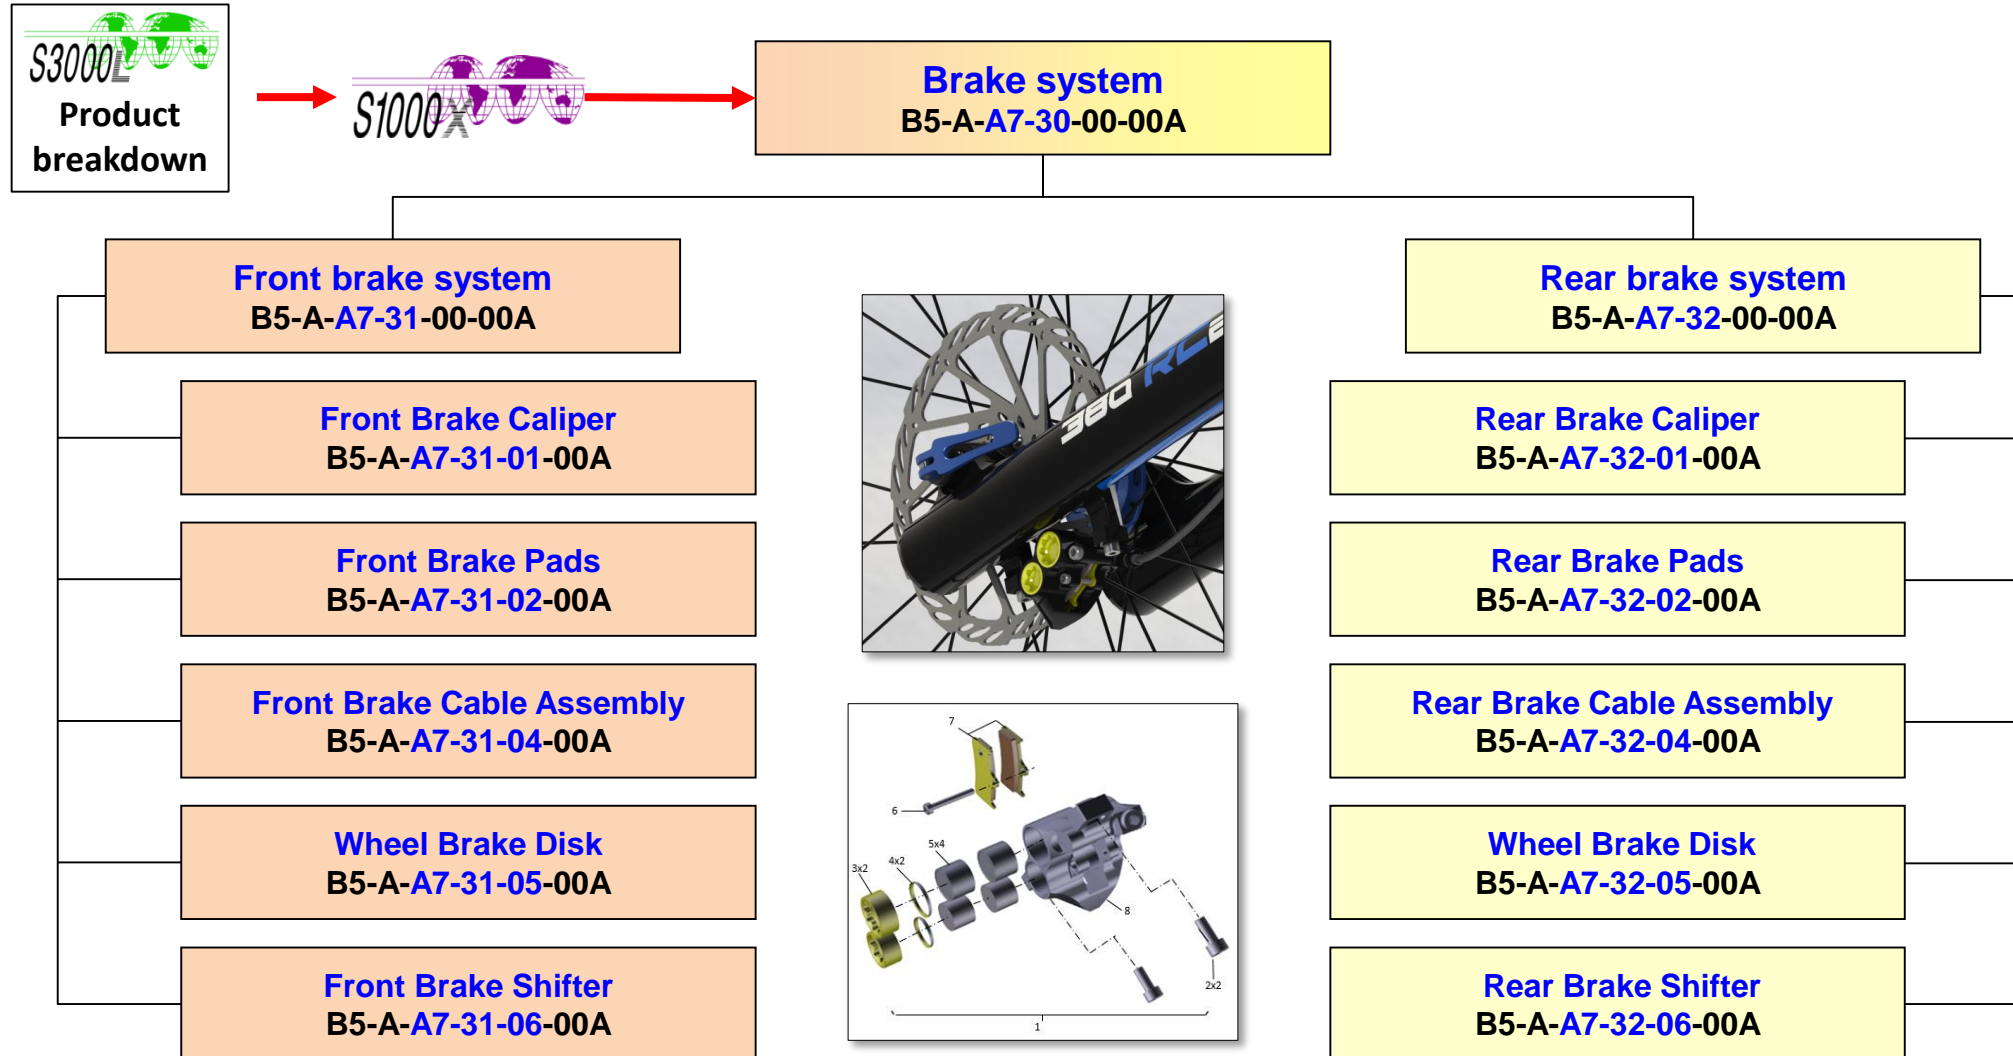 S3000L
Product
breakdown
S1000X
Brake system
B5-A-A7-30-00-00A
Front brake system
B5-A-A7-31-00-00A
Rear brake system
B5-A-A7-32-00-00A
Front Brake Caliper
B5-A-A7-31-01-00A
Front Brake Pads
B5-A-A7-31-02-00A
Front Brake Cable Assembly
B5-A-A7-31-04-00A
Wheel Brake Disk
B5-A-A7-31-05-00A
Front Brake Shifter
B5-A-A7-31-06-00A
380 RC2
7
6
5x4
4x2
3x2
8
2x2
1
Rear Brake Caliper
B5-A-A7-32-01-00A
Rear Brake Pads
B5-A-A7-32-02-00A
Rear Brake Cable Assembly
B5-A-A7-32-04-00A
Wheel Brake Disk
B5-A-A7-32-05-00A
Rear Brake Shifter
B5-A-A7-32-06-00A